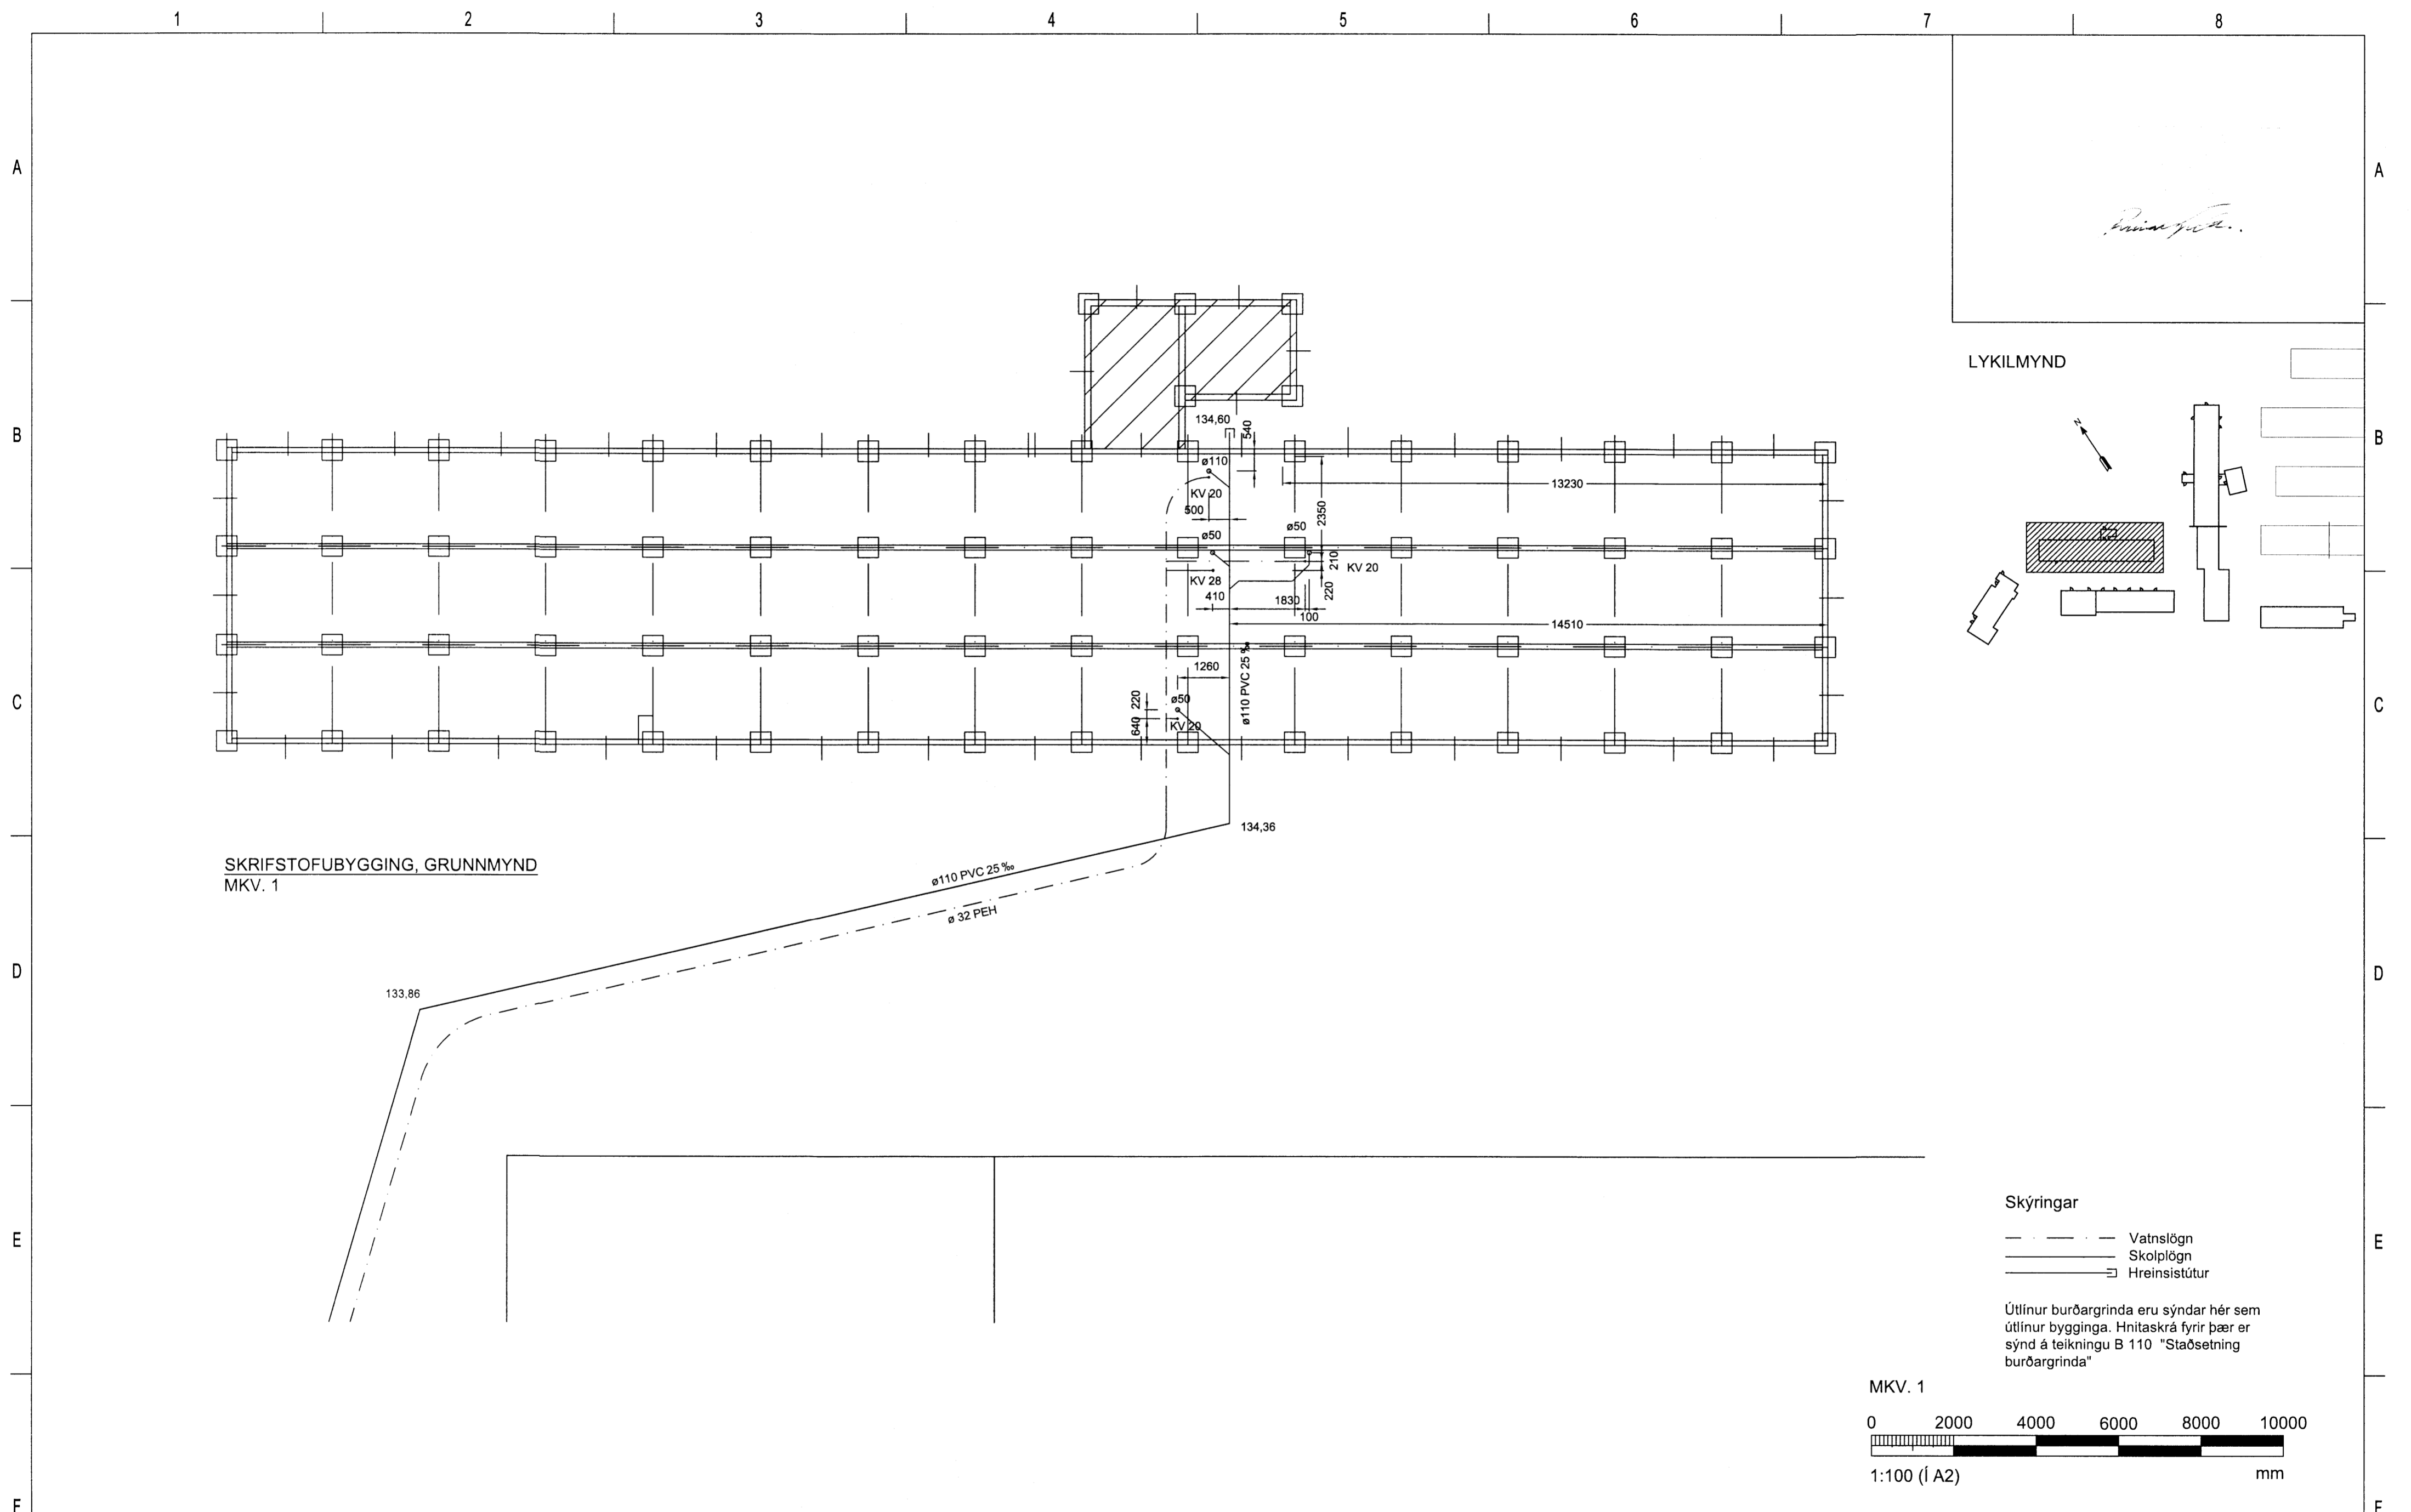 1 2 3 4 5 6 7 8
A A
LYKILMYND
N
B B
134,60
540
ø110
KV 20
13230
500
2350
ø50
ø50
210
KV 20
KV 28
220
410
1830
100
14510
1260
ø110 PVC 25 ‰
C C
220
ø50
640
KV 20
134,36
SKRIFSTOFUBYGGING, GRUNNMYND
MKV. 1
ø110 PVC 25 ‰
ø 32 PEH
D D
133,86
Skýringar
E E
Vatnslögn
Skolplögn
Hreinsistútur
Útlínur burðargrinda eru sýndar hér sem
útlínur bygginga. Hnitaskrá fyrir þær er
sýnd á teikningu B 110 "Staðsetning
burðargrinda"
MKV. 1
0 2000 4000 6000 8000 10000
1:100 (Í A2) mm